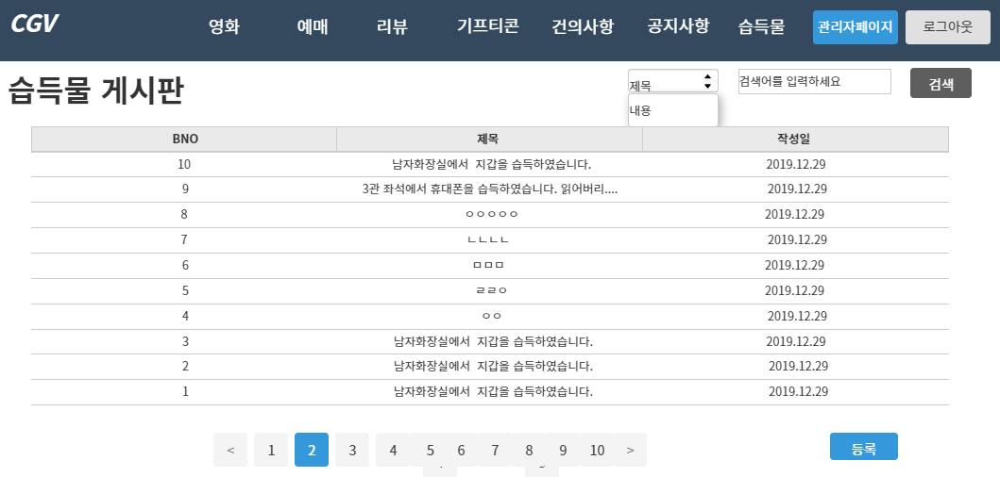 CGV 영화 예매 리뷰 기프티콘 건의사항 공지사항 습득물 관리자페이지 로그아웃
습득물 게시판 제목 검색어를 입력하세요 검색
내용
BNO 제목 작성일
10 남자화장실에서 지갑을 습득하였습니다. 2019.12.29
9 3관 좌석에서 휴대폰을 습득하였습니다. 읽어버리.... 2019.12.29
8 ㅇㅇㅇㅇㅇ 2019.12.29
7 ㄴㄴㄴㄴ 2019.12.29
6 ㅁㅁㅁ 2019.12.29
5 ㄹㄹㅇ 2019.12.29
4 ㅇㅇ 2019.12.29
3 남자화장실에서 지갑을 습득하였습니다. 2019.12.29
2 남자화장실에서 지갑을 습득하였습니다. 2019.12.29
1 남자화장실에서 지갑을 습득하였습니다. 2019.12.29
< 1 2 3 4 5 6 7 8 9 10 > 등록